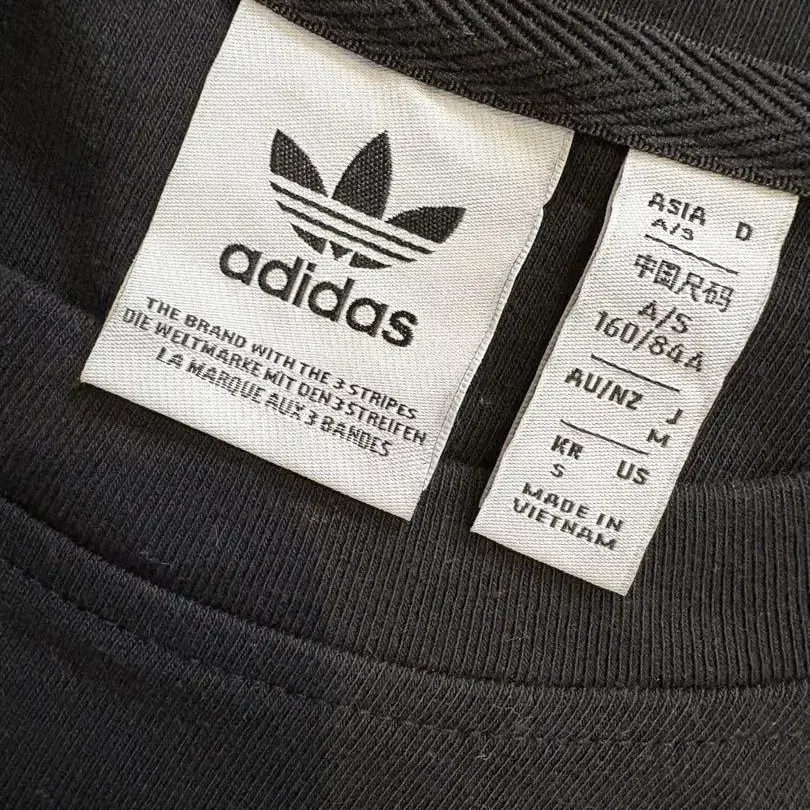 adidas
THE BRAND WITH THE 3 STRIPES
DIE WELTMARKE MIT DEN 3 STREIFEN
LA MARQUE AUX 3 BANDES
ASIA D
A/S
中国尺码
A/S
160/84A
AU/NZ J
M
KR US
S
MADE IN
VIETNAM